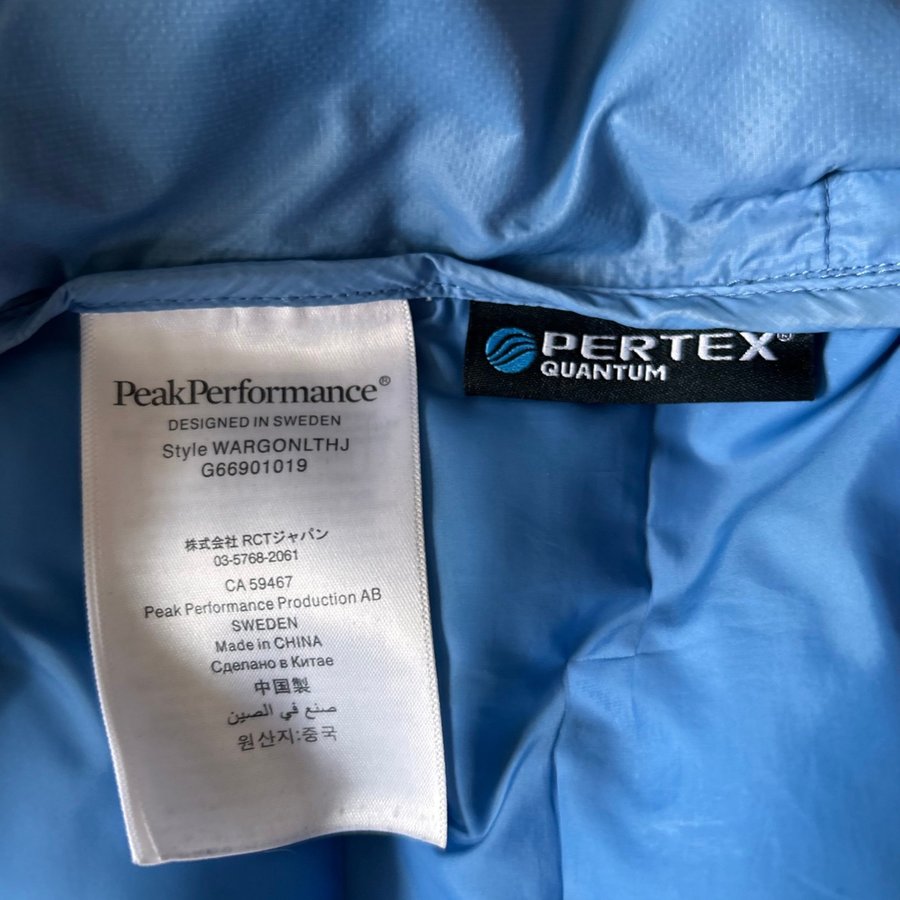 PeakPerformance®
DESIGNED IN SWEDEN
Style WARGONLTHJ
G66901019
株式会社 RCTジャパン
03-5768-2061
CA 59467
Peak Performance Production AB
SWEDEN
Made in CHINA
Сделано в Китае
中国製
صنع في الصين
원산지:중국
PERTEX®
QUANTUM